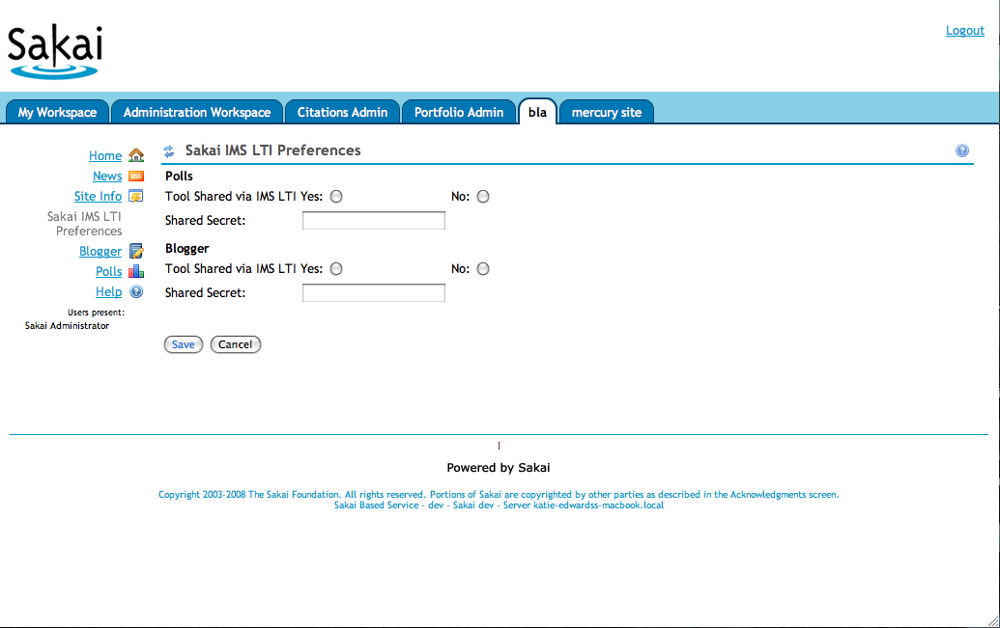 Sakai
Logout
My Workspace Administration Workspace Citations Admin Portfolio Admin bla mercury site
Home
News RSS
Site Info
Sakai IMS LTI
Preferences
Blogger
Polls
Help
Users present:
Sakai Administrator
Sakai IMS LTI Preferences ?
Polls
Tool Shared via IMS LTI Yes: No:
Shared Secret:
Blogger
Tool Shared via IMS LTI Yes: No:
Shared Secret:
Save Cancel
|
Powered by Sakai
Copyright 2003-2008 The Sakai Foundation. All rights reserved. Portions of Sakai are copyrighted by other parties as described in the Acknowledgments screen.
Sakai Based Service - dev - Sakai dev - Server katie-edwardss-macbook.local